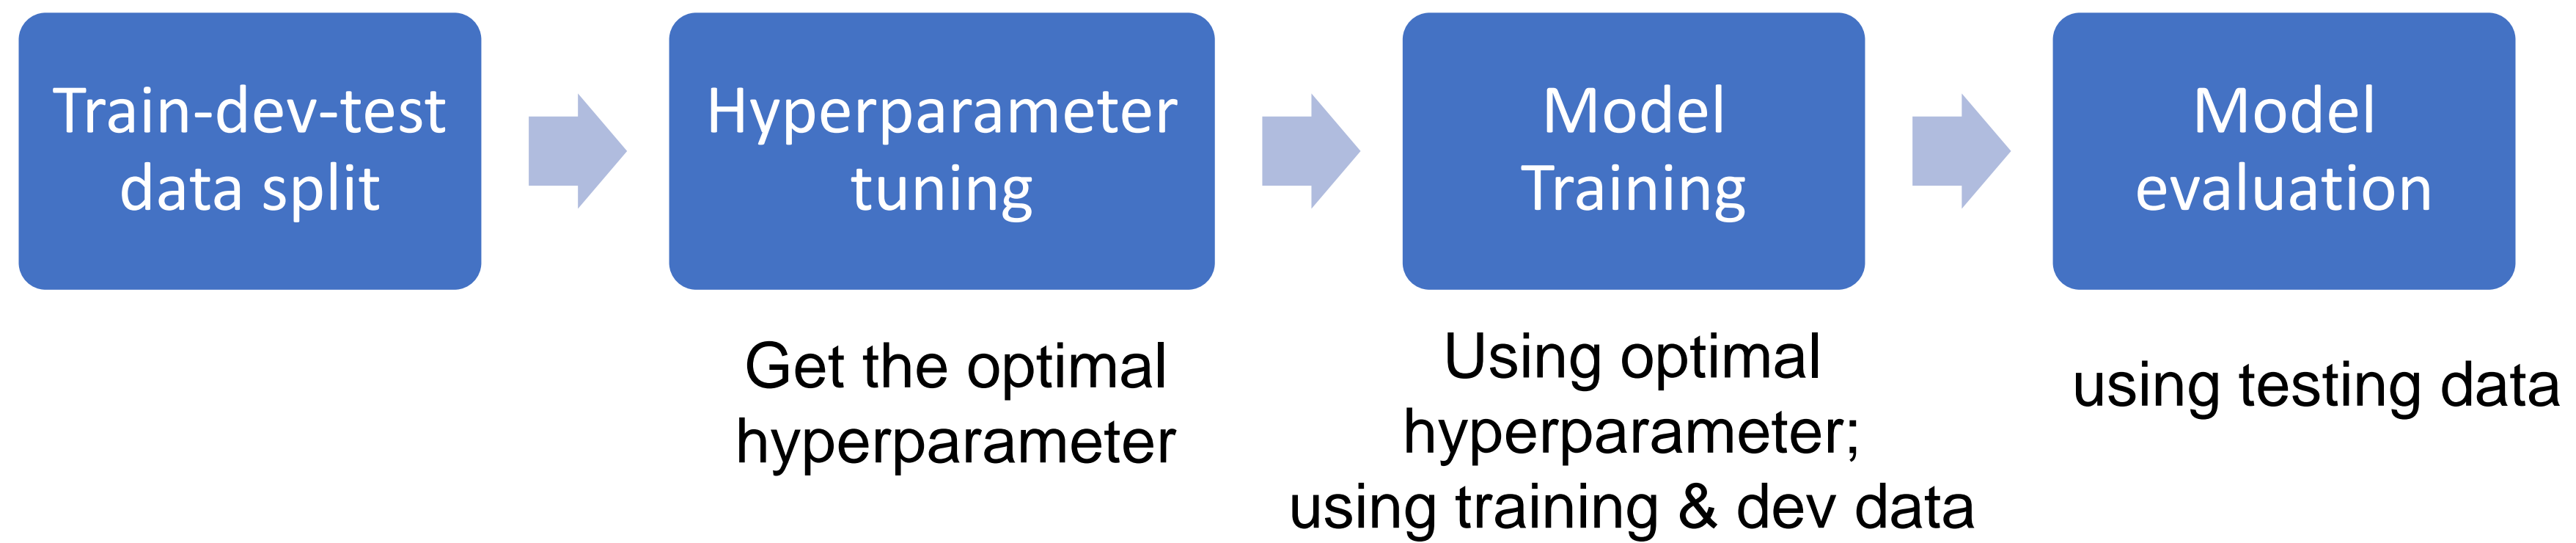 Train-dev-test
data split
Hyperparameter
tuning
Get the optimal
hyperparameter
Model
Training
Using optimal
hyperparameter;
using training & dev data
Model
evaluation
using testing data